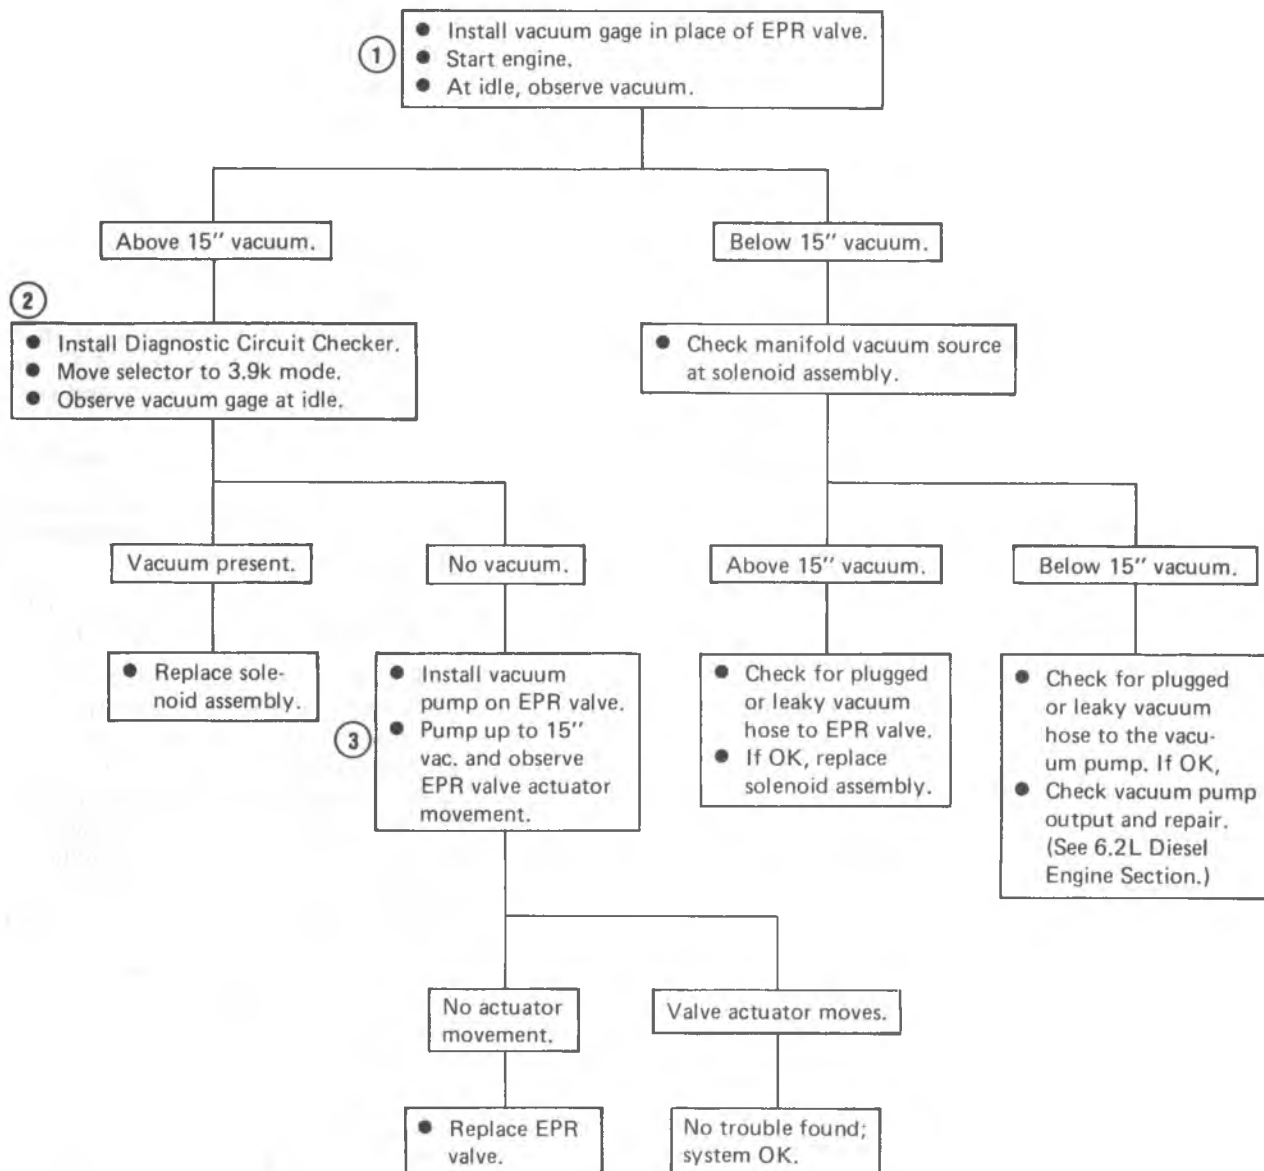 ① ● Install vacuum gage in place of EPR valve.
● Start engine.
● At idle, observe vacuum.
Above 15" vacuum.
Below 15" vacuum.
②
● Install Diagnostic Circuit Checker.
● Move selector to 3.9k mode.
● Observe vacuum gage at idle.
● Check manifold vacuum source
at solenoid assembly.
Vacuum present.
No vacuum.
Above 15" vacuum.
Below 15" vacuum.
● Replace sole-
noid assembly.
③
● Install vacuum
pump on EPR valve.
● Pump up to 15"
vac. and observe
EPR valve actuator
movement.
● Check for plugged
or leaky vacuum
hose to EPR valve.
● If OK, replace
solenoid assembly.
● Check for plugged
or leaky vacuum
hose to the vacu-
um pump. If OK,
● Check vacuum pump
output and repair.
(See 6.2L Diesel
Engine Section.)
No actuator
movement.
Valve actuator moves.
● Replace EPR
valve.
No trouble found;
system OK.